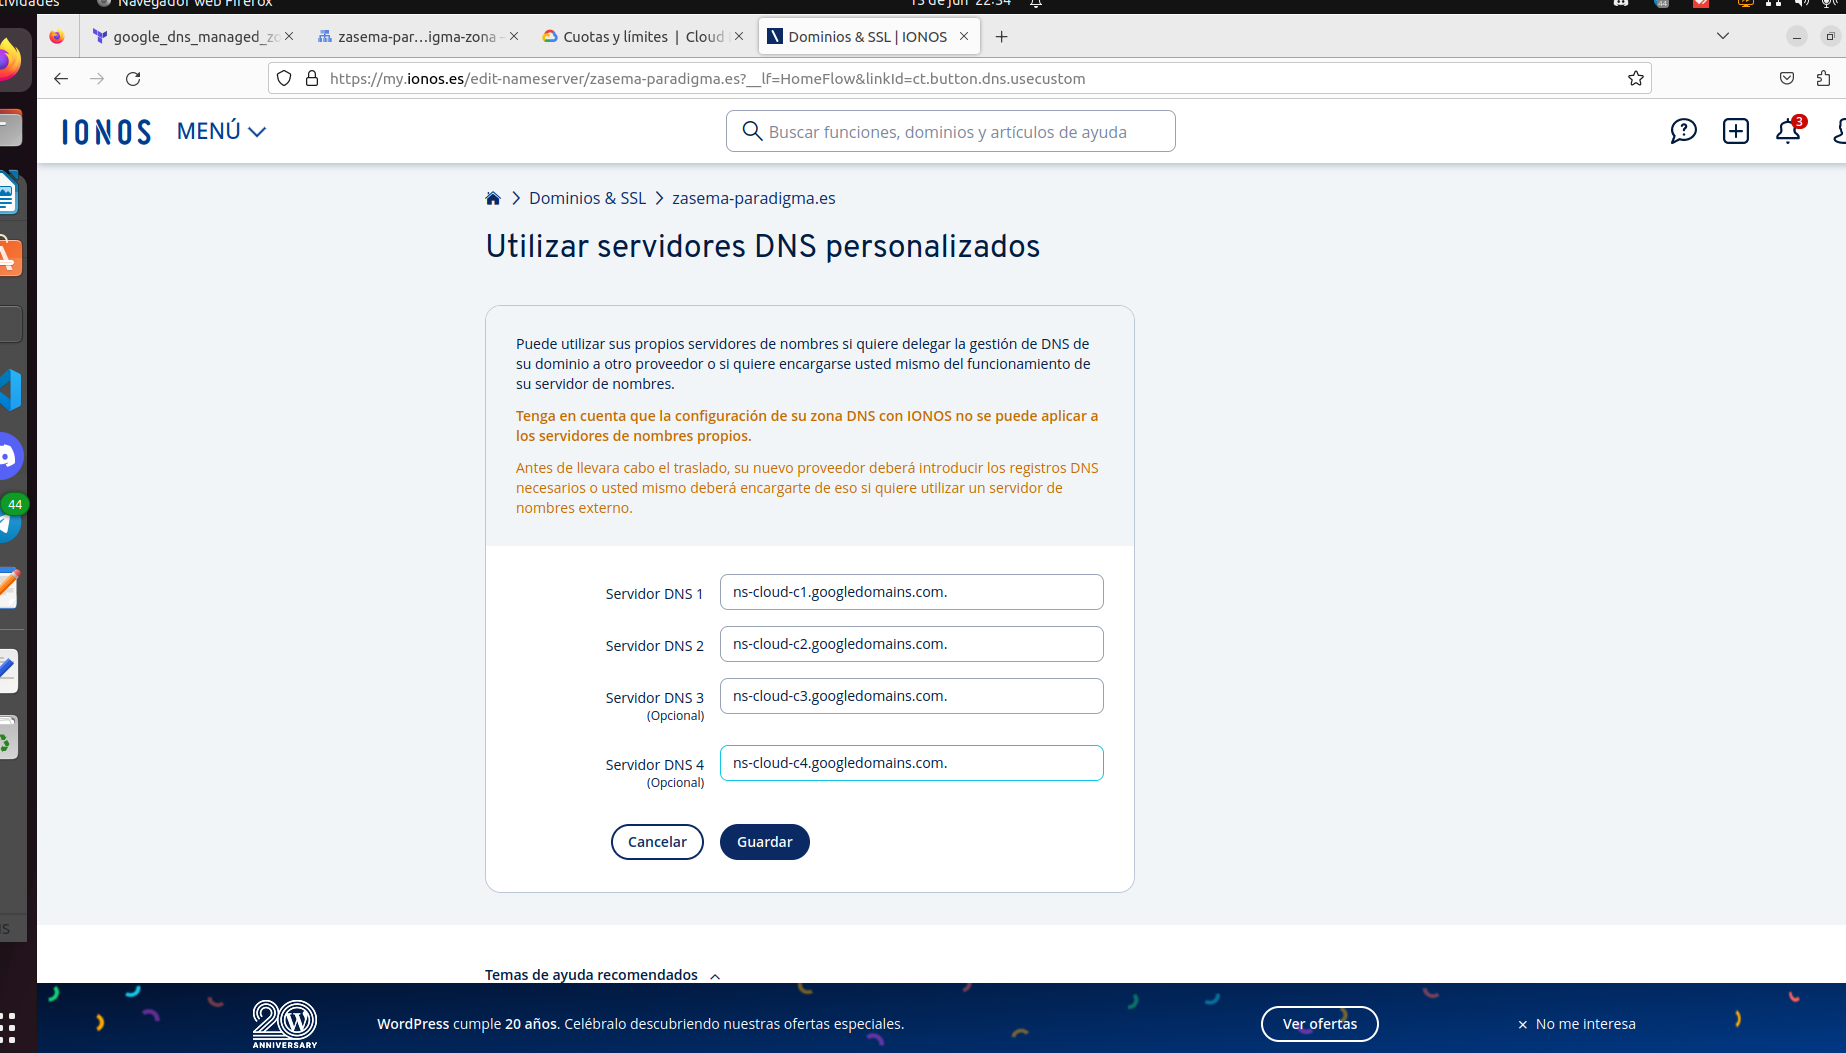 Navegador web Firefox
13 de jun 22:34
google_dns_managed_zo
zasema-par…igma-zona –
Cuotas y límites | Cloud
Dominios & SSL | IONOS
https://my.ionos.es/edit-nameserver/zasema-paradigma.es?__lf=HomeFlow&linkId=ct.button.dns.usecustom
IONOS MENÚ
Buscar funciones, dominios y artículos de ayuda
3
Dominios & SSL
zasema-paradigma.es
Utilizar servidores DNS personalizados
Puede utilizar sus propios servidores de nombres si quiere delegar la gestión de DNS de
su dominio a otro proveedor o si quiere encargarse usted mismo del funcionamiento de
su servidor de nombres.
Tenga en cuenta que la configuración de su zona DNS con IONOS no se puede aplicar a
los servidores de nombres propios.
Antes de llevara cabo el traslado, su nuevo proveedor deberá introducir los registros DNS
necesarios o usted mismo deberá encargarte de eso si quiere utilizar un servidor de
nombres externo.
44
Servidor DNS 1 ns-cloud-c1.googledomains.com.
Servidor DNS 2 ns-cloud-c2.googledomains.com.
Servidor DNS 3 ns-cloud-c3.googledomains.com.
(Opcional)
Servidor DNS 4 ns-cloud-c4.googledomains.com.
(Opcional)
Cancelar Guardar
Temas de ayuda recomendados
20
ANNIVERSARY
WordPress cumple 20 años. Celébralo descubriendo nuestras ofertas especiales.
Ver ofertas
× No me interesa